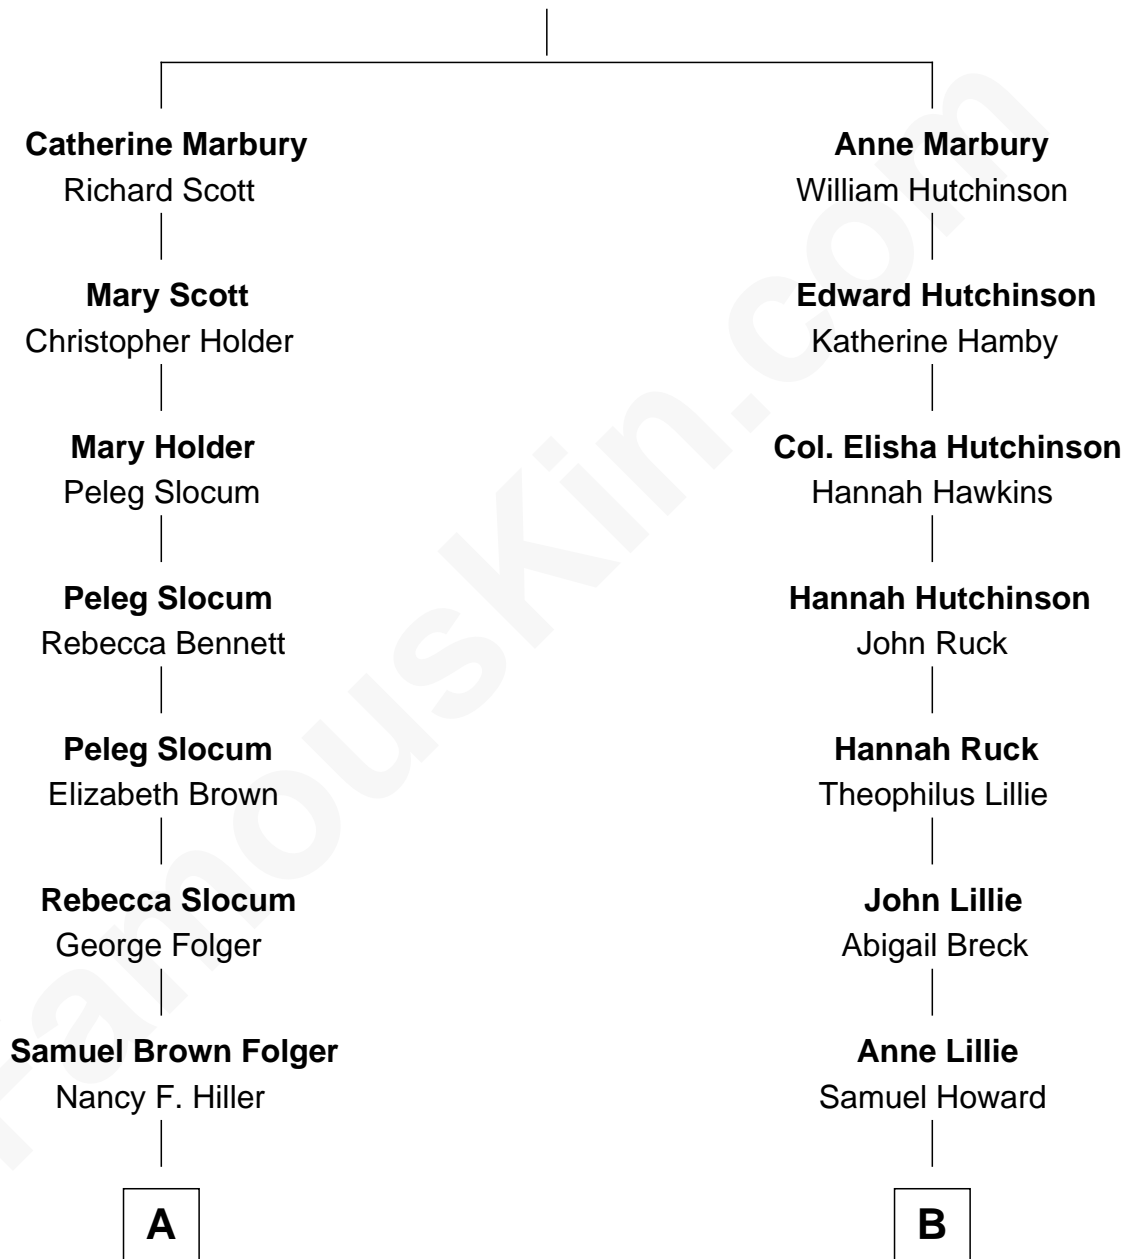 Catherine Marbury
Richard Scott
Mary Scott
Christopher Holder
Mary Holder
Peleg Slocum
Peleg Slocum
Rebecca Bennett
Peleg Slocum
Elizabeth Brown
Rebecca Slocum
George Folger
Samuel Brown Folger
Nancy F. Hiller
A
Anne Marbury
William Hutchinson
Edward Hutchinson
Katherine Hamby
Col. Elisha Hutchinson
Hannah Hawkins
Hannah Hutchinson
John Ruck
Hannah Ruck
Theophilus Lillie
John Lillie
Abigail Breck
Anne Lillie
Samuel Howard
B
FamousKin.com